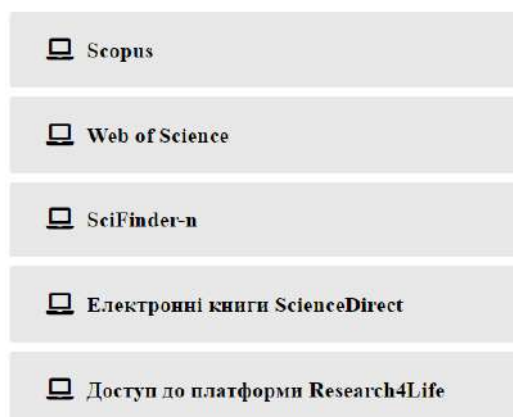 Scopus
Web of Science
SciFinder-n
Електронні книги ScienceDirect
Доступ до платформи Research4Life